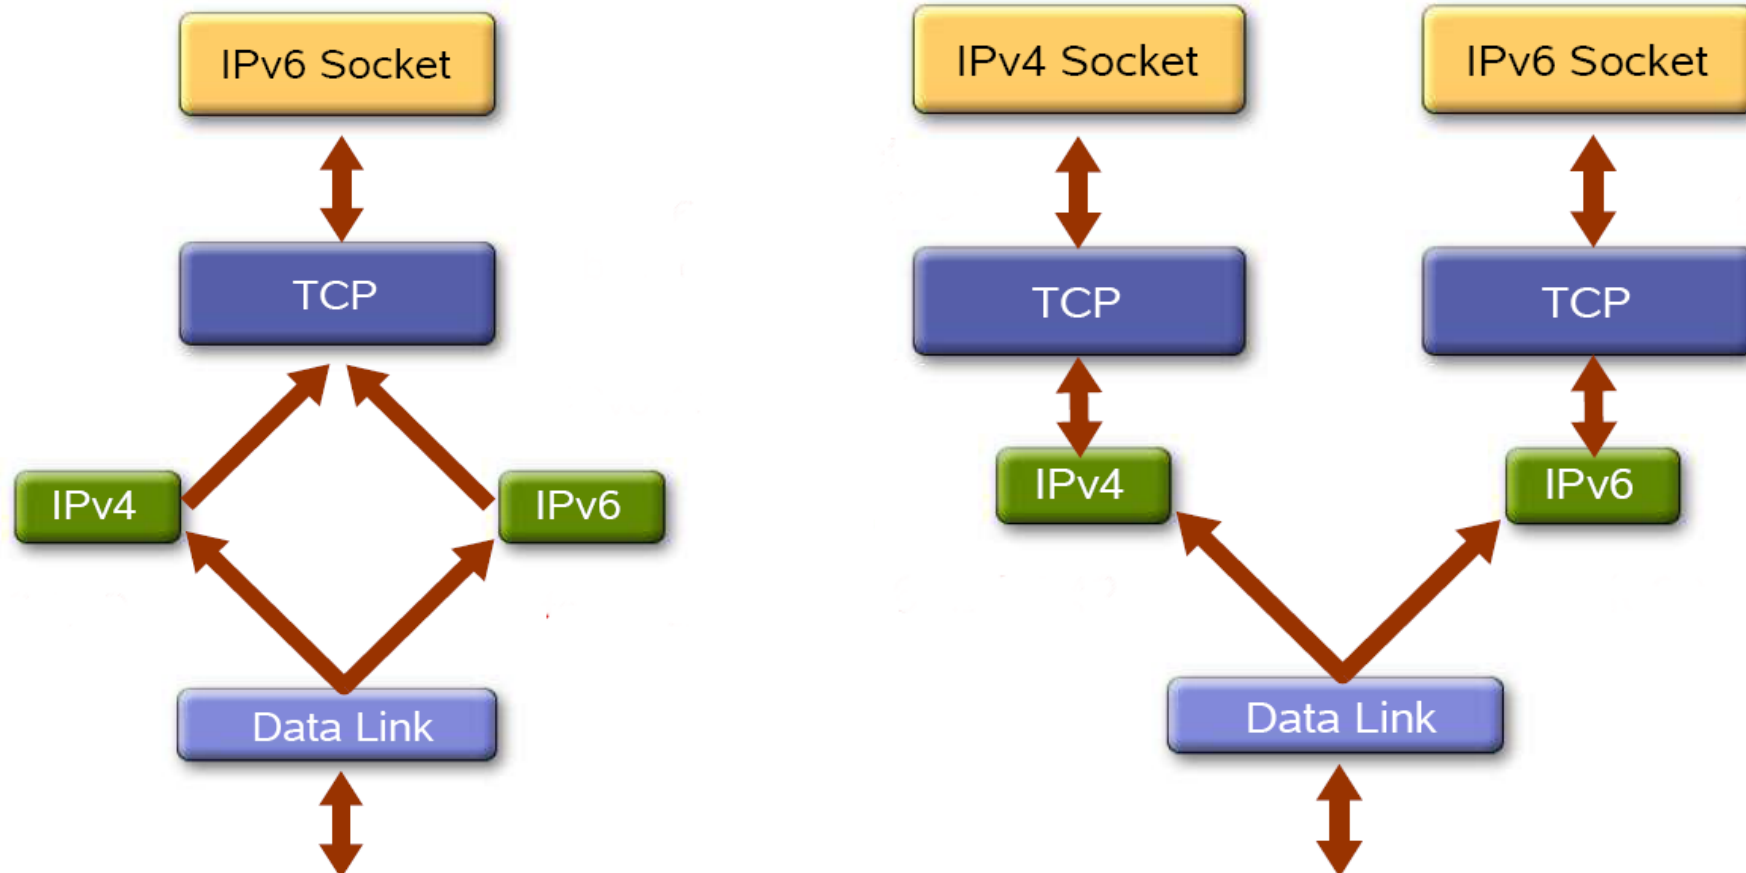 IPv6 Socket
TCP
IPv4
IPv6
Data Link
IPv4 Socket
IPv6 Socket
TCP
TCP
IPv4
IPv6
Data Link